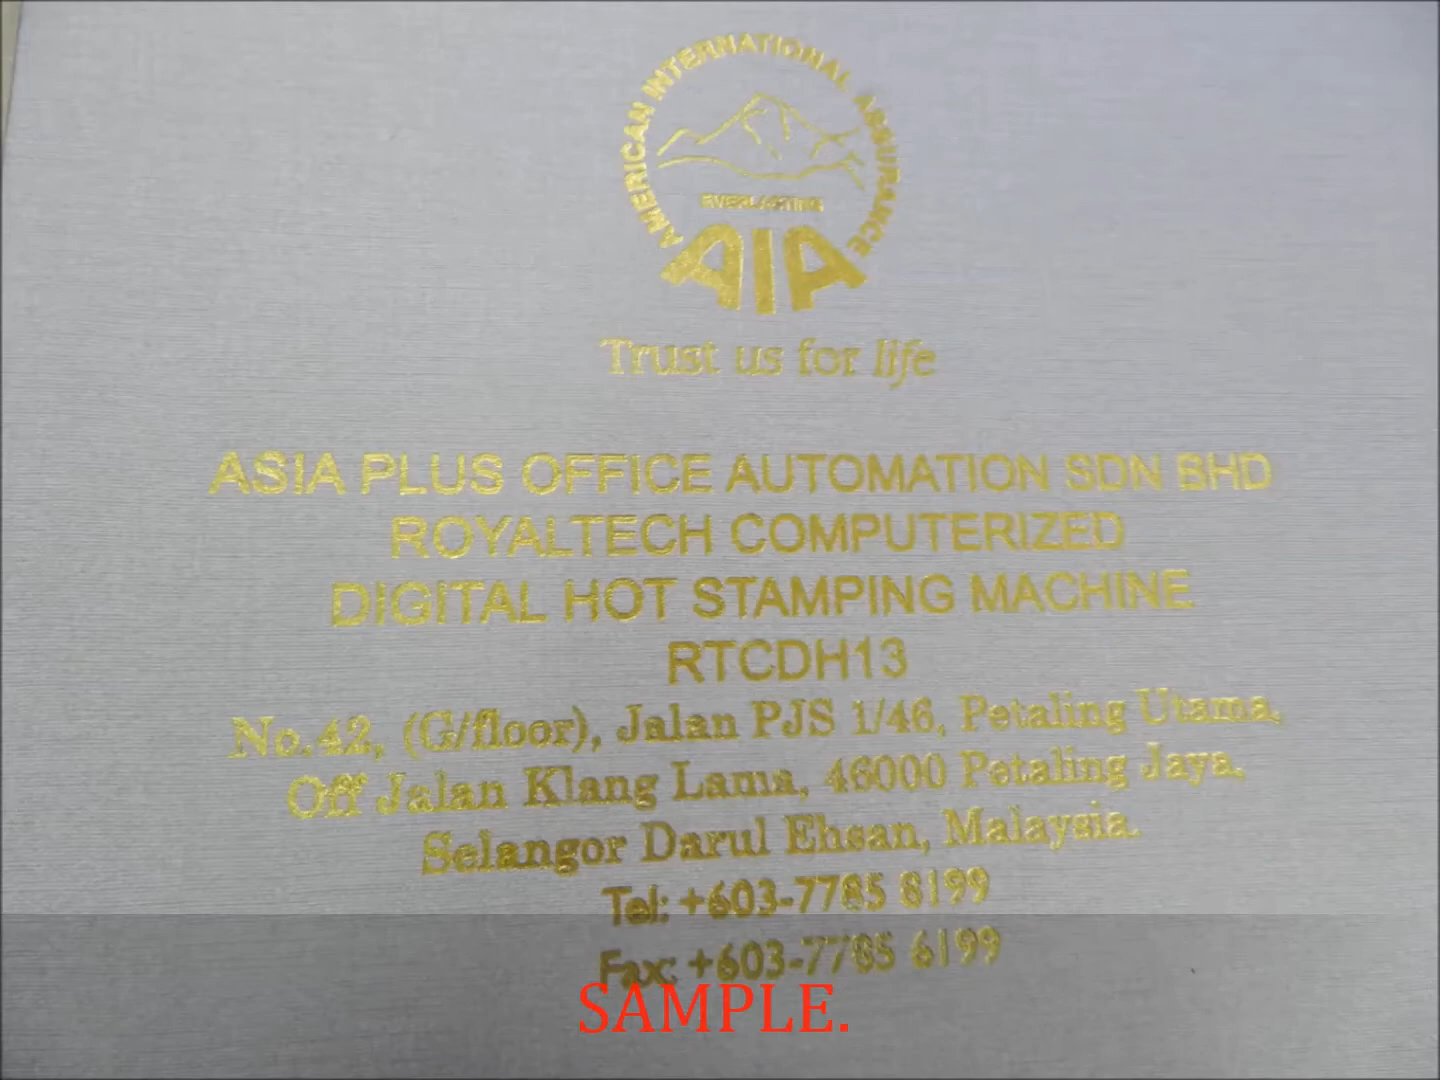 AMERICAN INTERNATIONAL ASSURANCE
EVERLASTING
AIA
Trust us for life
ASIA PLUS OFFICE AUTOMATION SDN BHD
ROYALTECH COMPUTERIZED
DIGITAL HOT STAMPING MACHINE
RTCDH13
No.42, (G/floor), Jalan PJS 1/46, Petaling Utama,
Off Jalan Klang Lama, 46000 Petaling Jaya,
Selangor Darul Ehsan, Malaysia.
Tel: +603-7785 8199
Fax: +603-7785 6199
SAMPLE.